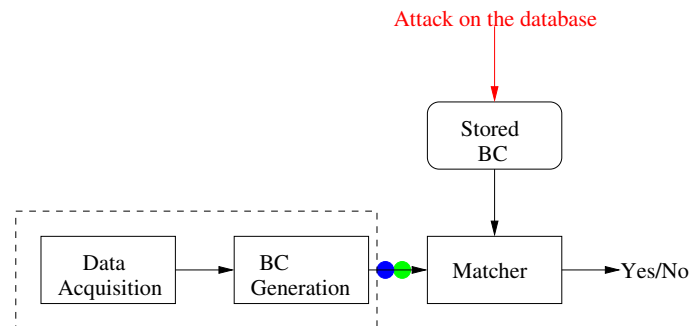 Attack on the database
Stored
BC
Data
Acquisition
BC
Generation
Matcher
Yes/No